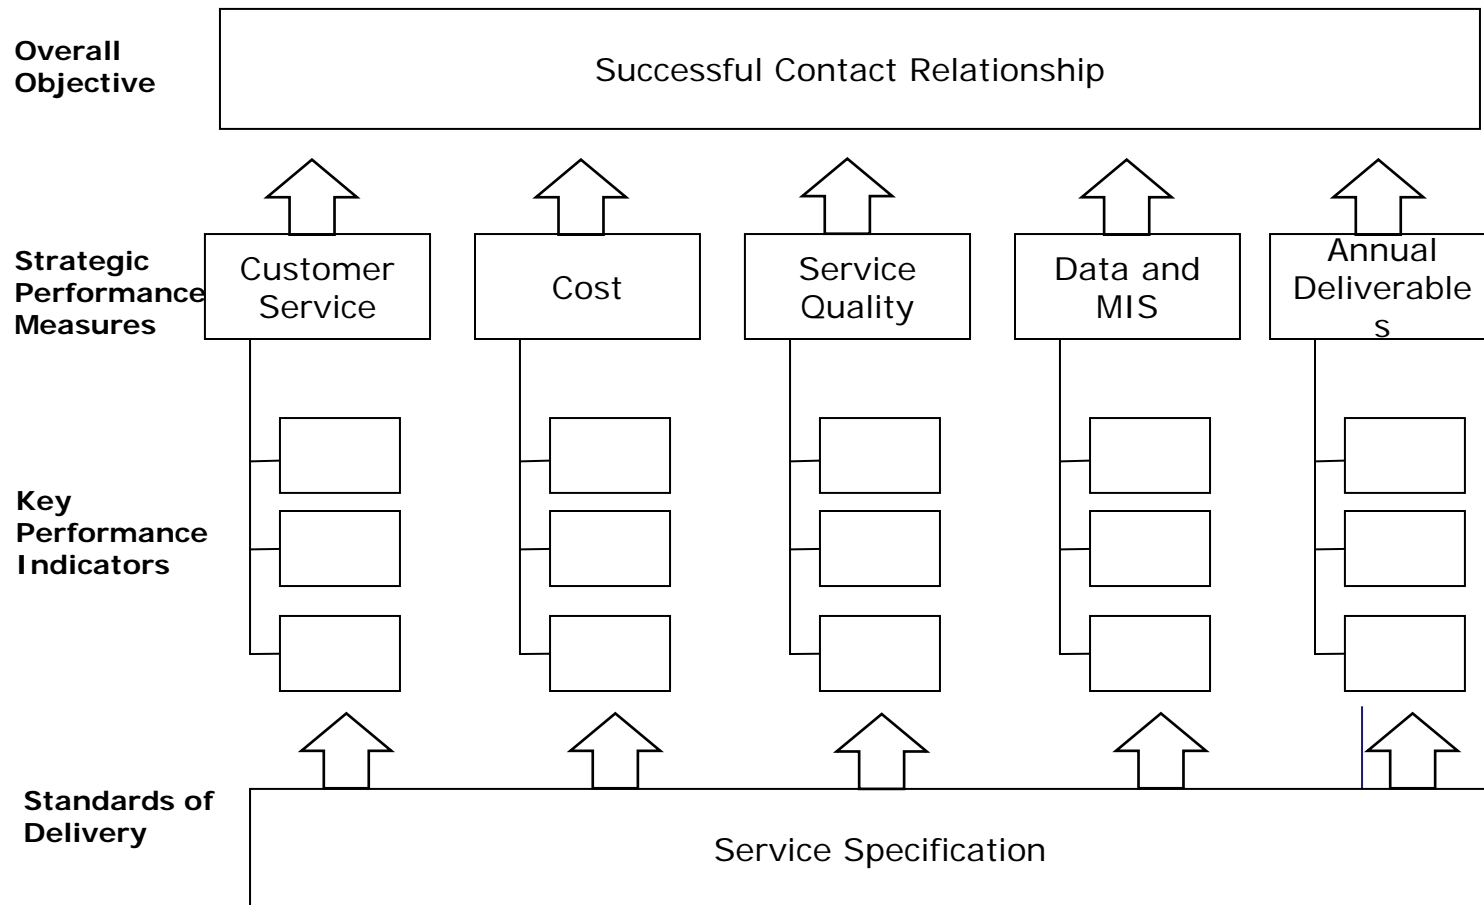 Overall
Objective
Successful Contact Relationship
Strategic
Performance
Measures
Customer
Service
Cost
Service
Quality
Data and
MIS
Annual
Deliverable
s
Key
Performance
Indicators
Standards of
Delivery
Service Specification